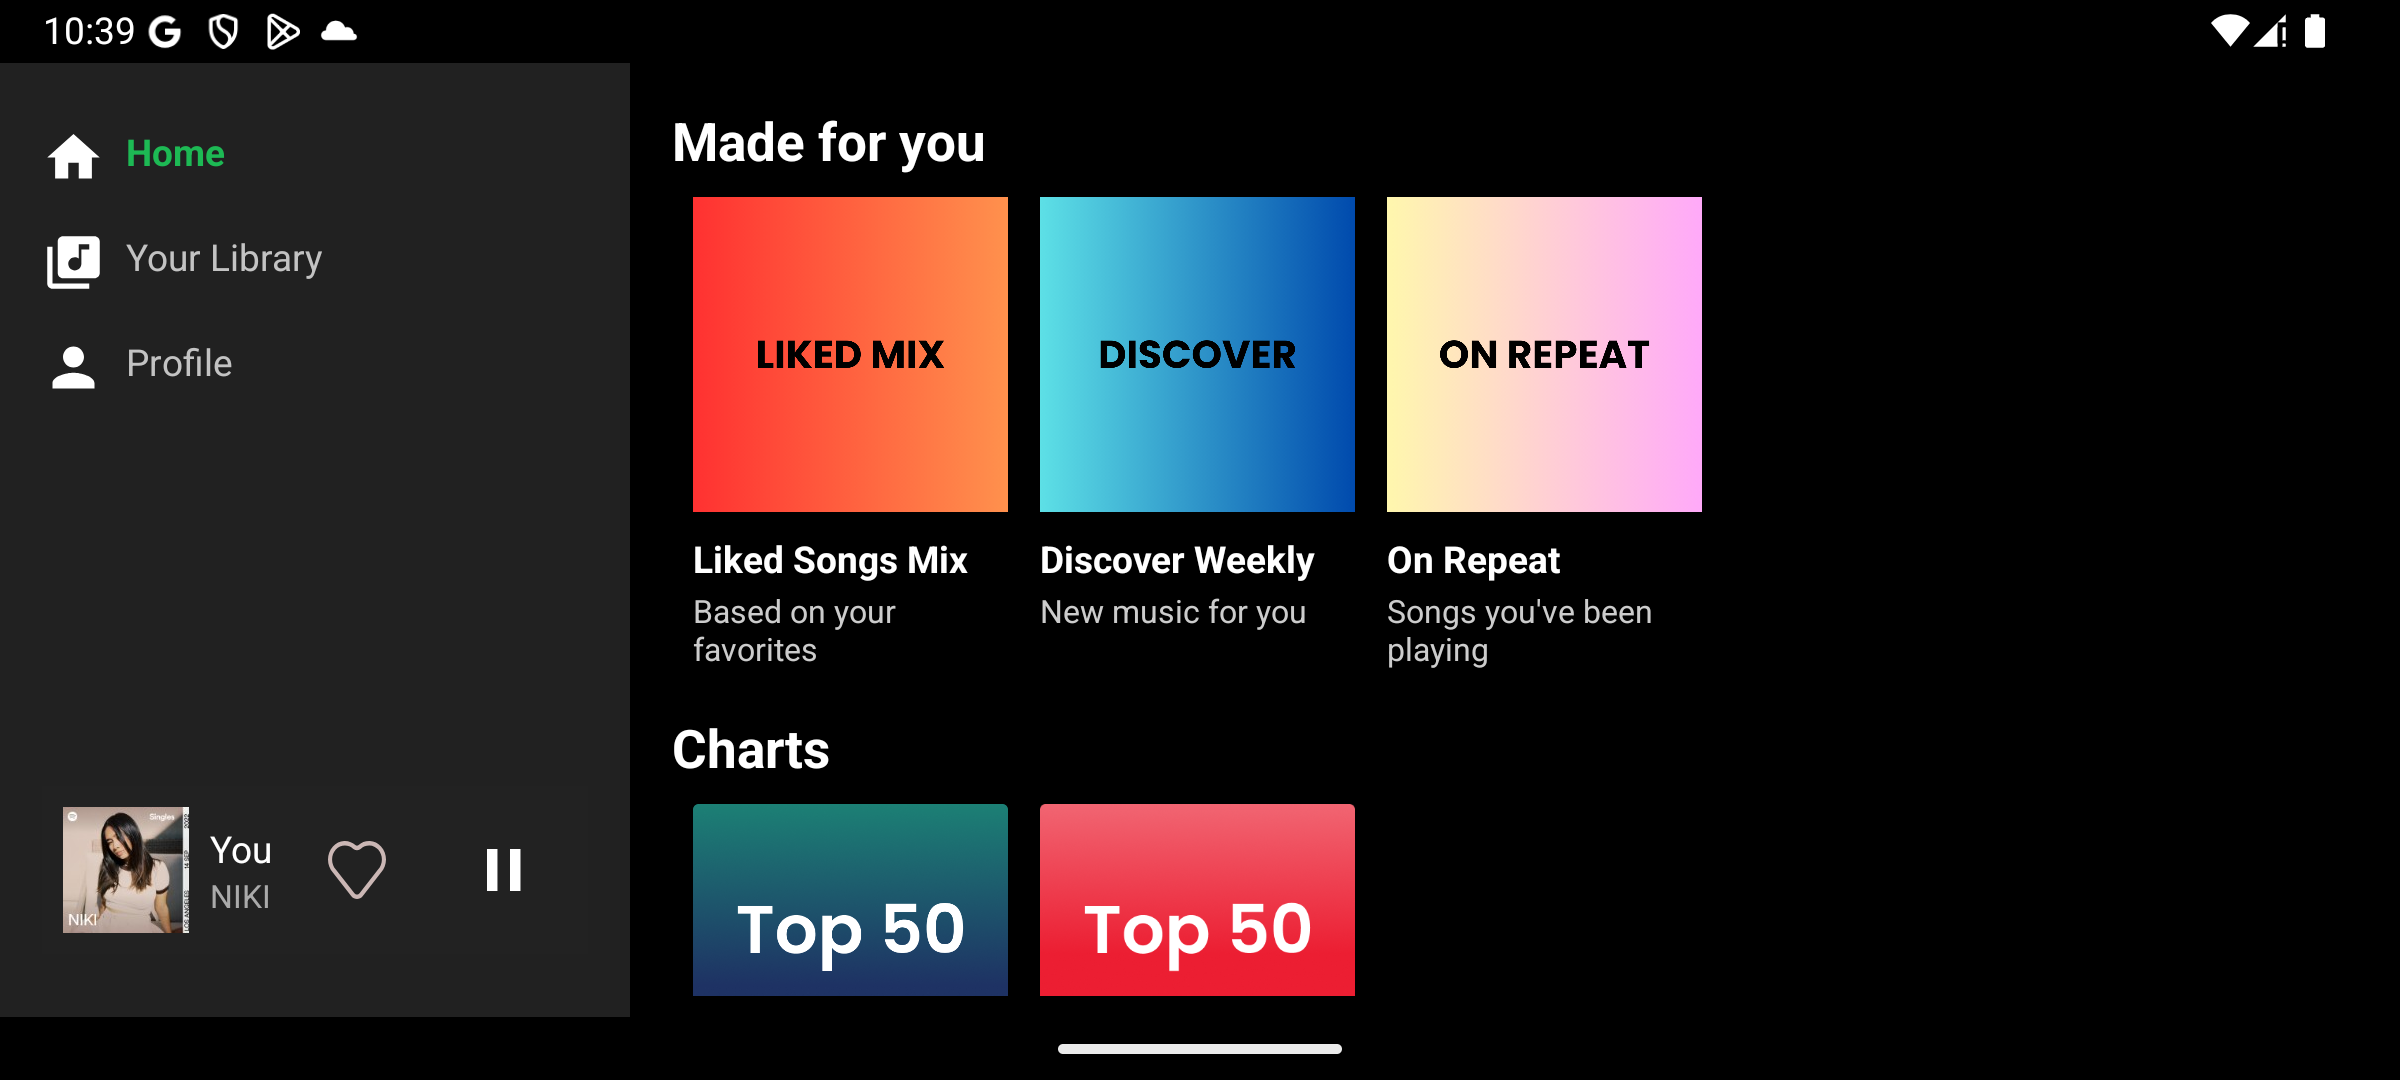 10:39
Home
Your Library
Profile
Made for you
LIKED MIX
DISCOVER
ON REPEAT
Liked Songs Mix
Based on your
favorites
Discover Weekly
New music for you
On Repeat
Songs you've been
playing
Charts
Top 50
Top 50
Singles
NIKI
You
NIKI